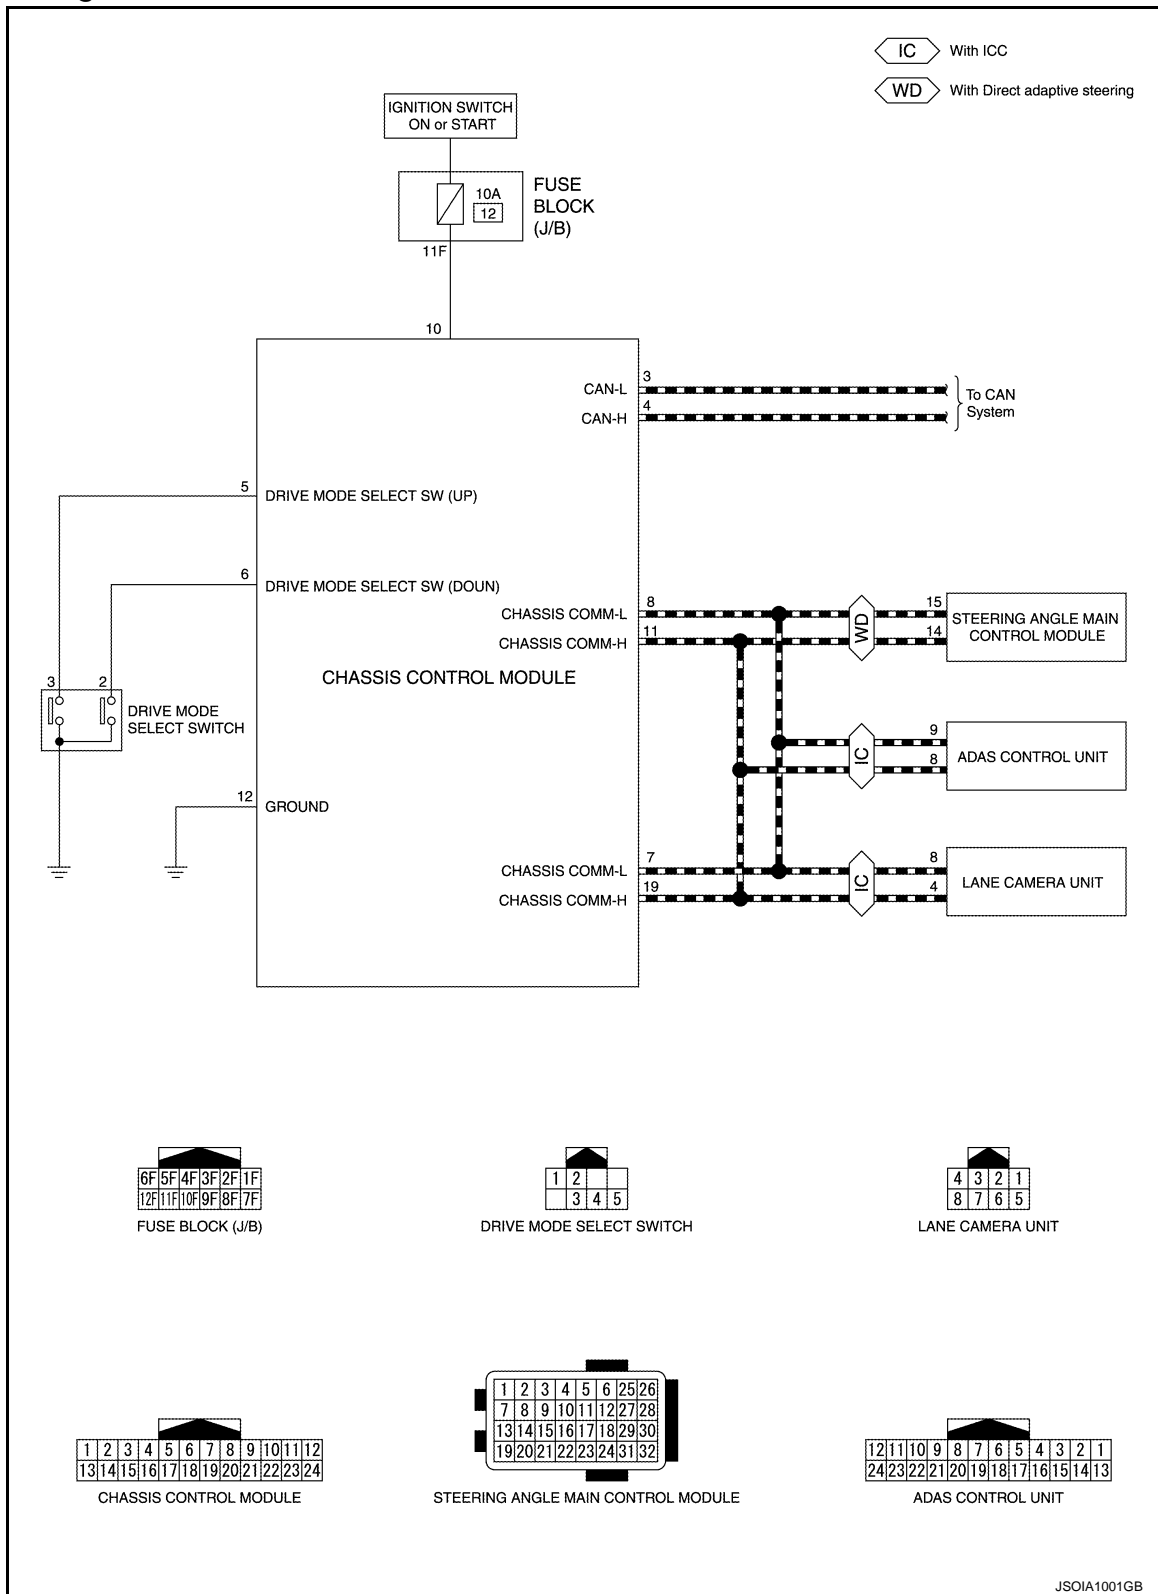 IC With ICC
WD With Direct adaptive steering
IGNITION SWITCH
ON or START
10A
12
FUSE
BLOCK
(J/B)
11F
10
CAN-L 3
CAN-H 4
To CAN
System
5 DRIVE MODE SELECT SW (UP)
6 DRIVE MODE SELECT SW (DOUN)
CHASSIS COMM-L 8
CHASSIS COMM-H 11
WD
15
14
STEERING ANGLE MAIN
CONTROL MODULE
CHASSIS CONTROL MODULE
3 2
DRIVE MODE
SELECT SWITCH
IC
9
8
ADAS CONTROL UNIT
12 GROUND
CHASSIS COMM-L 7
CHASSIS COMM-H 19
IC
8
4
LANE CAMERA UNIT
6F 5F 4F 3F 2F 1F
12F 11F 10F 9F 8F 7F
FUSE BLOCK (J/B)
1 2
3 4 5
DRIVE MODE SELECT SWITCH
4 3 2 1
8 7 6 5
LANE CAMERA UNIT
1 2 3 4 5 6 7 8 9 10 11 12
13 14 15 16 17 18 19 20 21 22 23 24
CHASSIS CONTROL MODULE
1 2 3 4 5 6 25 26
7 8 9 10 11 12 27 28
13 14 15 16 17 18 29 30
19 20 21 22 23 24 31 32
STEERING ANGLE MAIN CONTROL MODULE
12 11 10 9 8 7 6 5 4 3 2 1
24 23 22 21 20 19 18 17 16 15 14 13
ADAS CONTROL UNIT
JSOIA1001GB